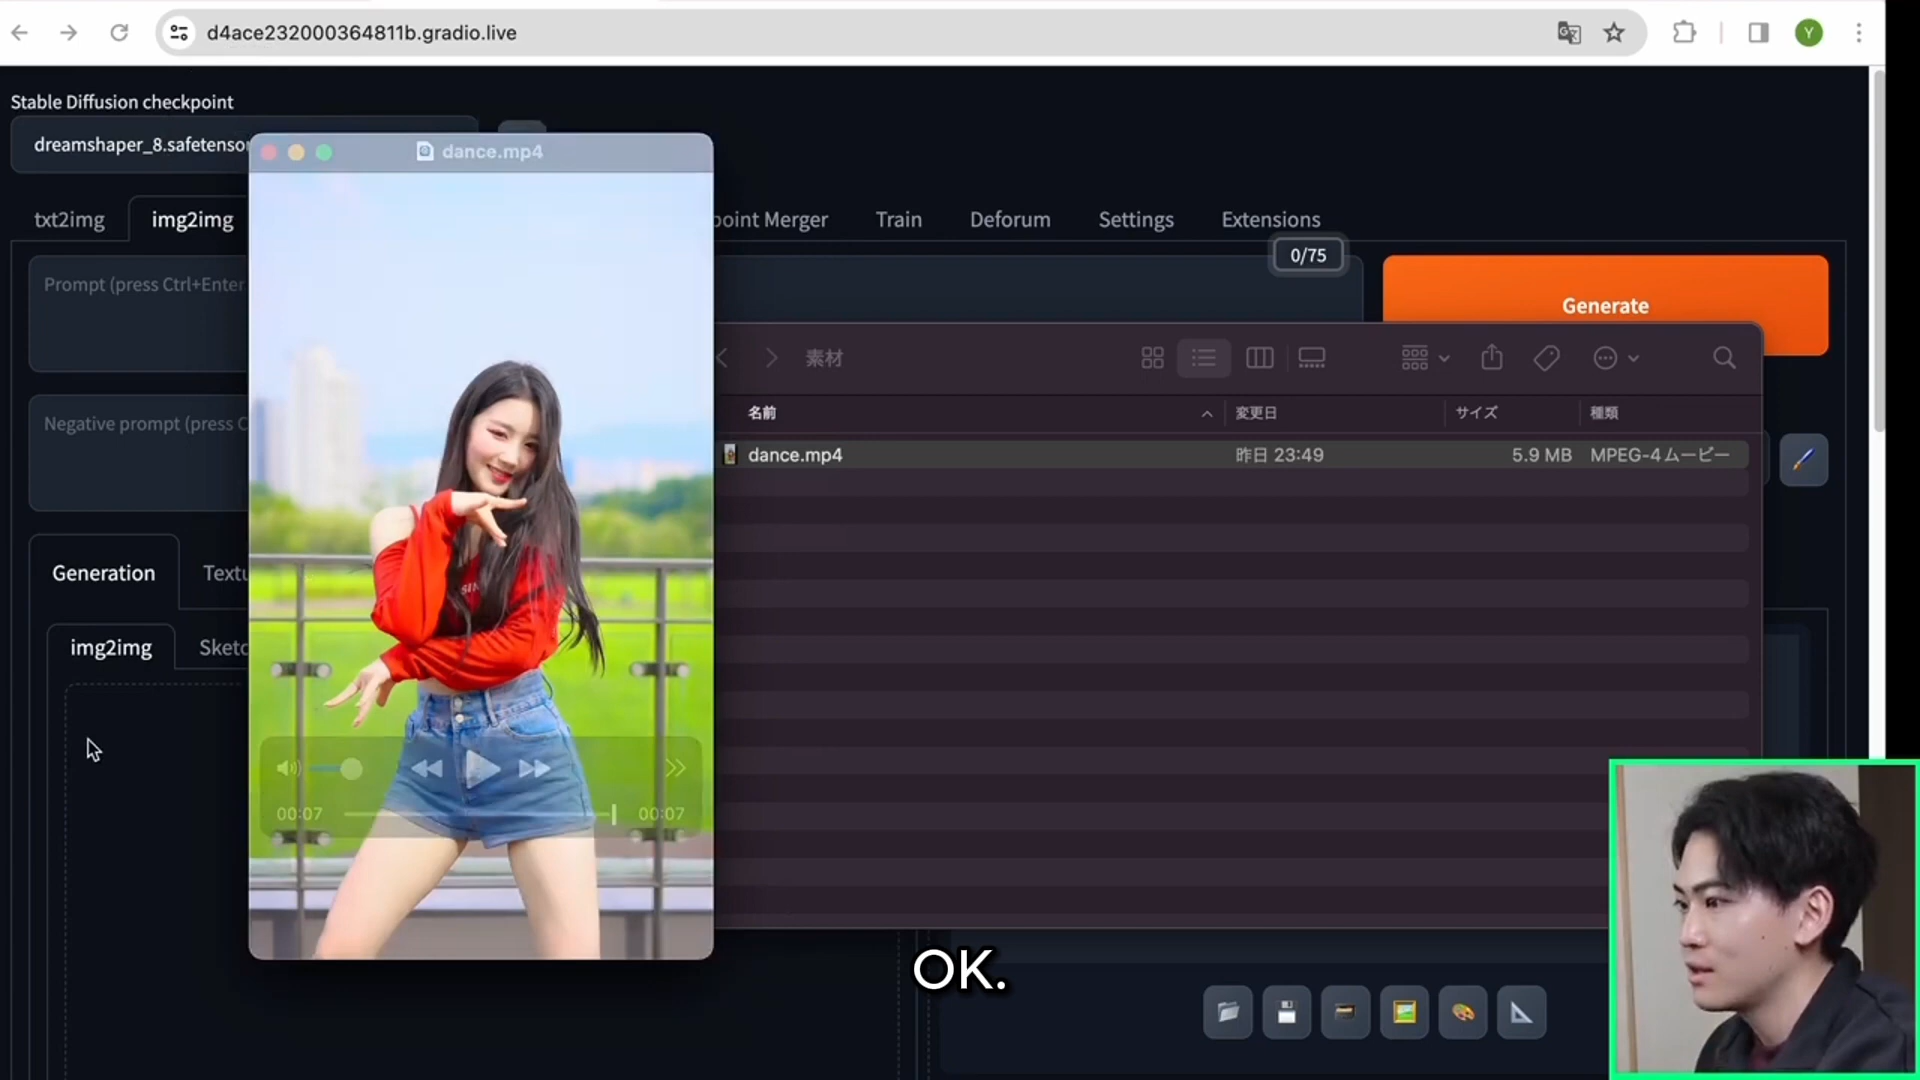 d4ace232000364811b.gradio.live
Y
Stable Diffusion checkpoint
dreamshaper_8.safetensor
dance.mp4
txt2img
img2img
point Merger
Train
Deforum
Settings
Extensions
0/75
Prompt (press Ctrl+Enter
Generate
素材
名前
変更日
サイズ
種類
Negative prompt (press C
dance.mp4
昨日 23:49
5.9 MB
MPEG-4ムービー
Generation
Textu
img2img
Sketc
00:07
00:07
OK.